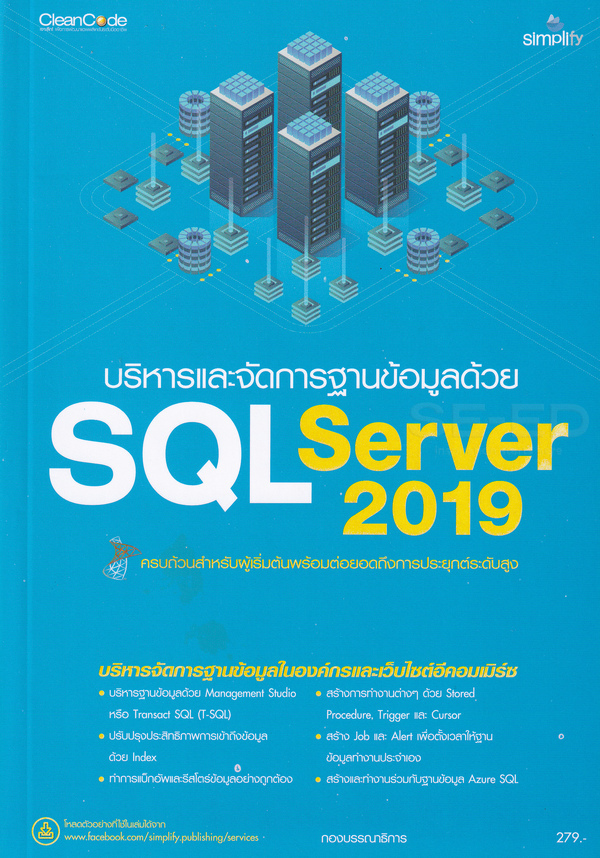 CleanCode
simplify
บริหารและจัดการฐานข้อมูลด้วย
SQL Server
2019
SE-ED
ครบถ้วนสำหรับผู้เริ่มต้นพร้อมต่อยอดถึงการประยุกต์ระดับสูง
บริหารจัดการฐานข้อมูลในองค์กรและเว็บไซต์อีคอมเมิร์ซ
บริหารฐานข้อมูลด้วย Management Studio
หรือ Transact SQL (T-SQL)
ปรับปรุงประสิทธิภาพการเข้าถึงข้อมูล
ด้วย Index
ทำการแบ็กอัพและรีสโตร์ข้อมูลอย่างถูกต้อง
สร้างการทำงานต่างๆ ด้วย Stored
Procedure, Trigger และ Cursor
สร้าง Job และ Alert เพื่อตั้งเวลาให้ฐาน
ข้อมูลทำงานประจำเอง
สร้างและทำงานร่วมกับฐานข้อมูล Azure SQL
โหลดตัวอย่างที่ใช้ในเล่มได้จาก
www.facebook.com/simplify.publishing/services
กองบรรณาธิการ
279.-